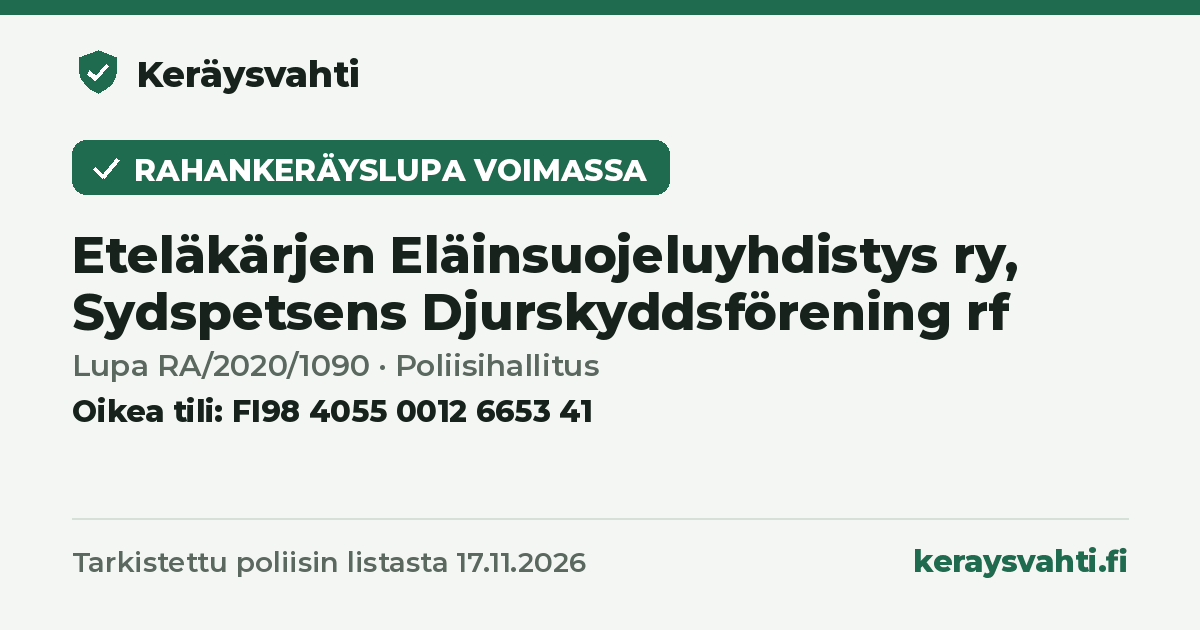 Keräysvahti
RAHANKERÄYSLUPA VOIMASSA
Eteläkärjen Eläinsuojeluyhdistys ry,
Sydspetsens Djurskyddsförening rf
Lupa RA/2020/1090 · Poliisihallitus
Oikea tili: FI98 4055 0012 6653 41
Tarkistettu poliisin listasta 17.11.2026
keraysvahti.fi